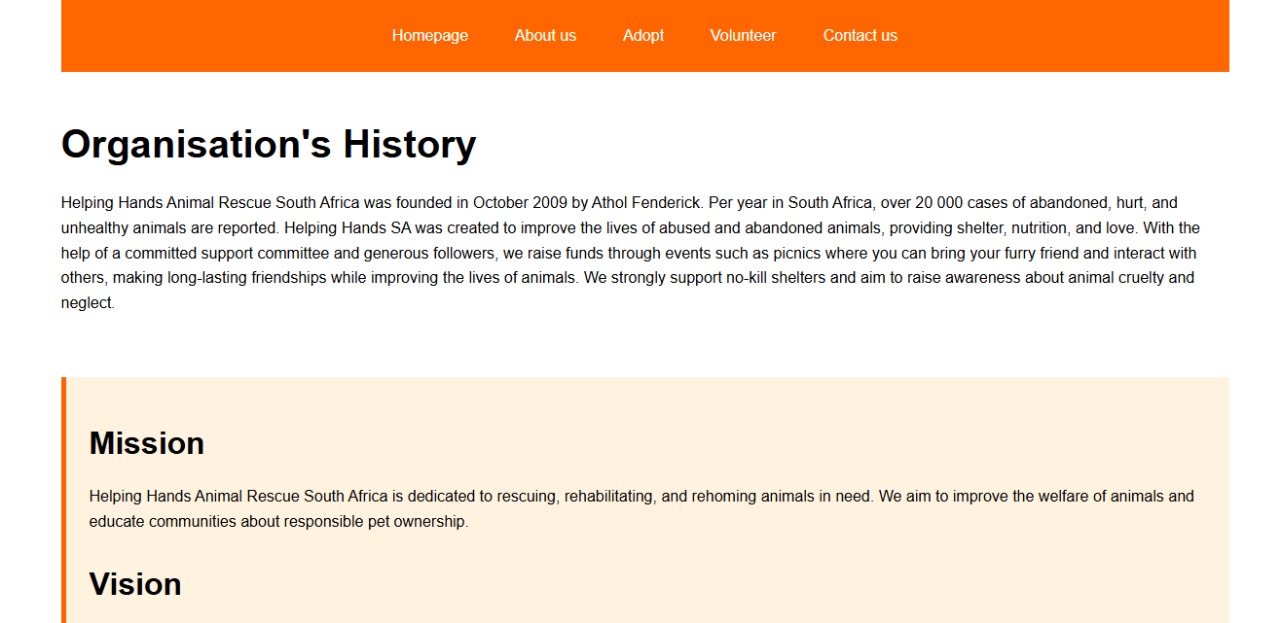 Homepage About us Adopt Volunteer Contact us
Organisation's History
Helping Hands Animal Rescue South Africa was founded in October 2009 by Athol Fenderick. Per year in South Africa, over 20 000 cases of abandoned, hurt, and
unhealthy animals are reported. Helping Hands SA was created to improve the lives of abused and abandoned animals, providing shelter, nutrition, and love. With the
help of a committed support committee and generous followers, we raise funds through events such as picnics where you can bring your furry friend and interact with
others, making long-lasting friendships while improving the lives of animals. We strongly support no-kill shelters and aim to raise awareness about animal cruelty and
neglect.
Mission
Helping Hands Animal Rescue South Africa is dedicated to rescuing, rehabilitating, and rehoming animals in need. We aim to improve the welfare of animals and
educate communities about responsible pet ownership.
Vision